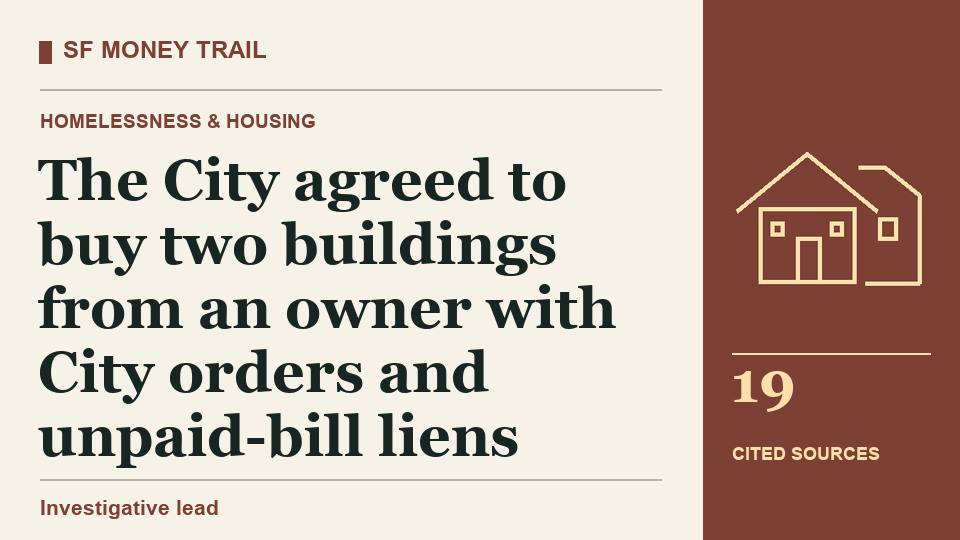 SF MONEY TRAIL
HOMELESSNESS & HOUSING
The City agreed to
buy two buildings
from an owner with
City orders and
unpaid-bill liens
Investigative lead
19
CITED SOURCES